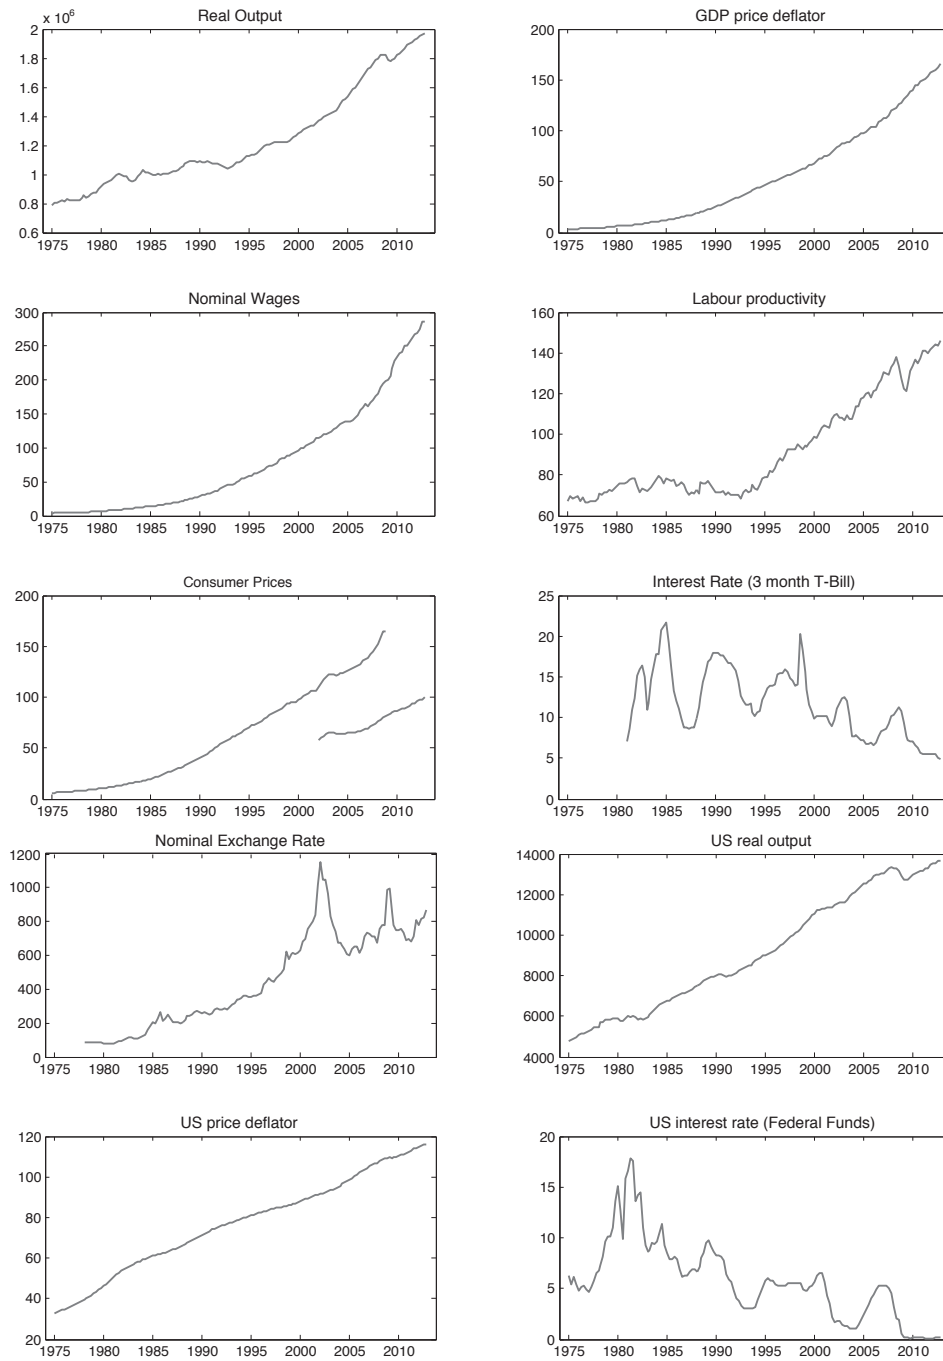 Real Output
x 10^6
2
1.8
1.6
1.4
1.2
1
0.8
0.6
1975 1980 1985 1990 1995 2000 2005 2010
GDP price deflator
200
150
100
50
0
1975 1980 1985 1990 1995 2000 2005 2010
Nominal Wages
300
250
200
150
100
50
0
1975 1980 1985 1990 1995 2000 2005 2010
Labour productivity
160
140
120
100
80
60
1975 1980 1985 1990 1995 2000 2005 2010
Consumer Prices
200
150
100
50
0
1975 1980 1985 1990 1995 2000 2005 2010
Interest Rate (3 month T-Bill)
25
20
15
10
5
0
1975 1980 1985 1990 1995 2000 2005 2010
Nominal Exchange Rate
1200
1000
800
600
400
200
0
1975 1980 1985 1990 1995 2000 2005 2010
US real output
14000
12000
10000
8000
6000
4000
1975 1980 1985 1990 1995 2000 2005 2010
US price deflator
120
100
80
60
40
20
1975 1980 1985 1990 1995 2000 2005 2010
US interest rate (Federal Funds)
20
15
10
5
0
1975 1980 1985 1990 1995 2000 2005 2010